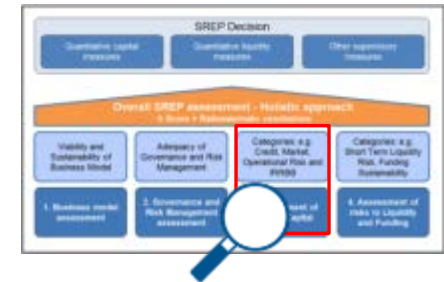 SREP Decision
Quantitative capital
measures
Quantitative liquidity
measures
Other supervisory
measures
Overall SREP assessment - Holistic approach
Viability and
Sustainability of
Business Model
Adequacy of
Governance and Risk
Management
Categories: e.g.
Credit, Market,
Operational Risk and
IRRBB
Categories: e.g.
Short Term Liquidity
Risk, Funding
Sustainability
1. Business model
assessment
2. Governance and
Risk Management
assessment
4. Assessment of
risks to Liquidity
and Funding